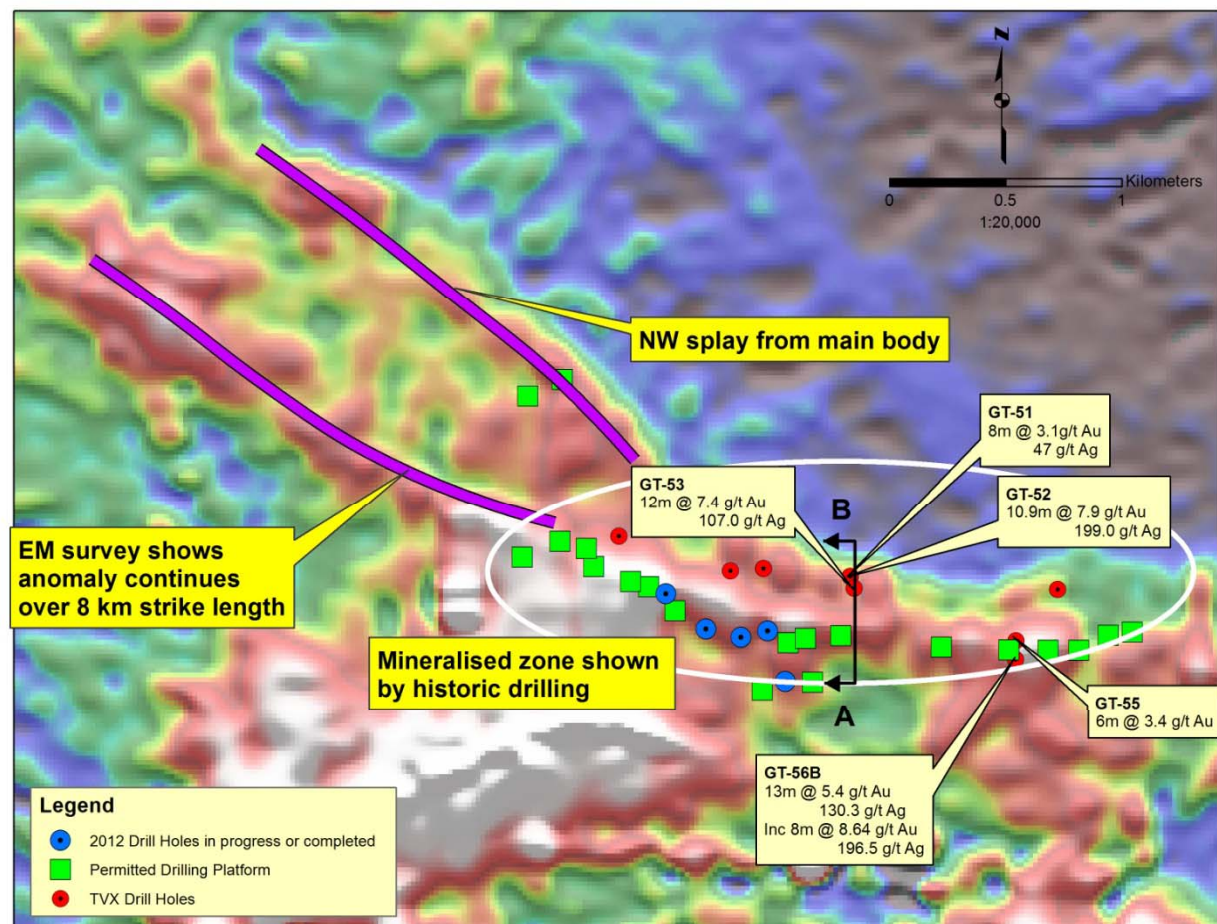 N
Kilometers
0 0.5 1
1:20,000
NW splay from main body
GT-51
8m @ 3.1g/t Au
47 g/t Ag
GT-53
12m @ 7.4 g/t Au
107.0 g/t Ag
B
GT-52
10.9m @ 7.9 g/t Au
199.0 g/t Ag
EM survey shows
anomaly continues
over 8 km strike length
Mineralised zone shown
by historic drilling
A
GT-55
6m @ 3.4 g/t Au
GT-56B
13m @ 5.4 g/t Au
130.3 g/t Ag
Inc 8m @ 8.64 g/t Au
196.5 g/t Ag
Legend
2012 Drill Holes in progress or completed
Permitted Drilling Platform
TVX Drill Holes